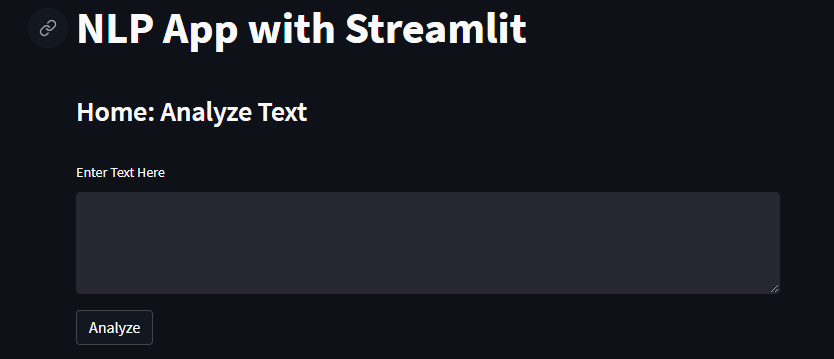 NLP App with Streamlit
Home: Analyze Text
Enter Text Here
Analyze